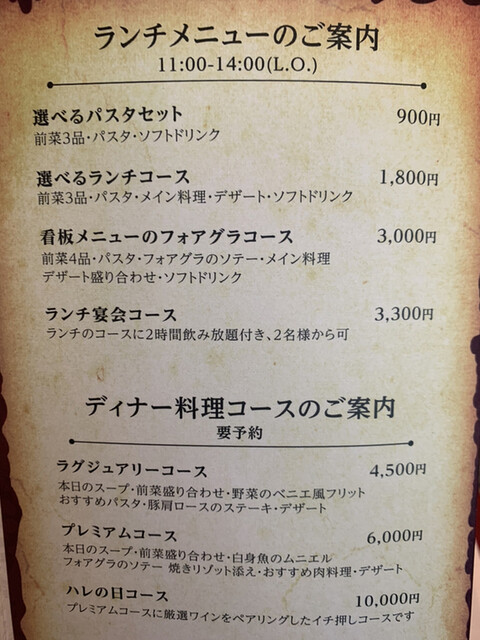 ランチメニューのご案内
11:00-14:00(L.O.)
選べるパスタセット 900円
前菜3品・パスタ・ソフトドリンク
選べるランチコース 1,800円
前菜3品・パスタ・メイン料理・デザート・ソフトドリンク
看板メニューのフォアグラコース 3,000円
前菜4品・パスタ・フォアグラのソテー・メイン料理
デザート盛り合わせ・ソフトドリンク
ランチ宴会コース 3,300円
ランチのコースに2時間飲み放題付き、2名様から可
ディナー料理コースのご案内
要予約
ラグジュアリーコース 4,500円
本日のスープ・前菜盛り合わせ・野菜のベニエ風フリット
おすすめパスタ・豚肩ロースのステーキ・デザート
プレミアムコース 6,000円
本日のスープ・前菜盛り合わせ・白身魚のムニエル
フォアグラのソテー 焼きリゾット添え・おすすめ肉料理・デザート
ハレの日コース 10,000円
プレミアムコースに厳選ワインをペアリングしたイチ押しコースです